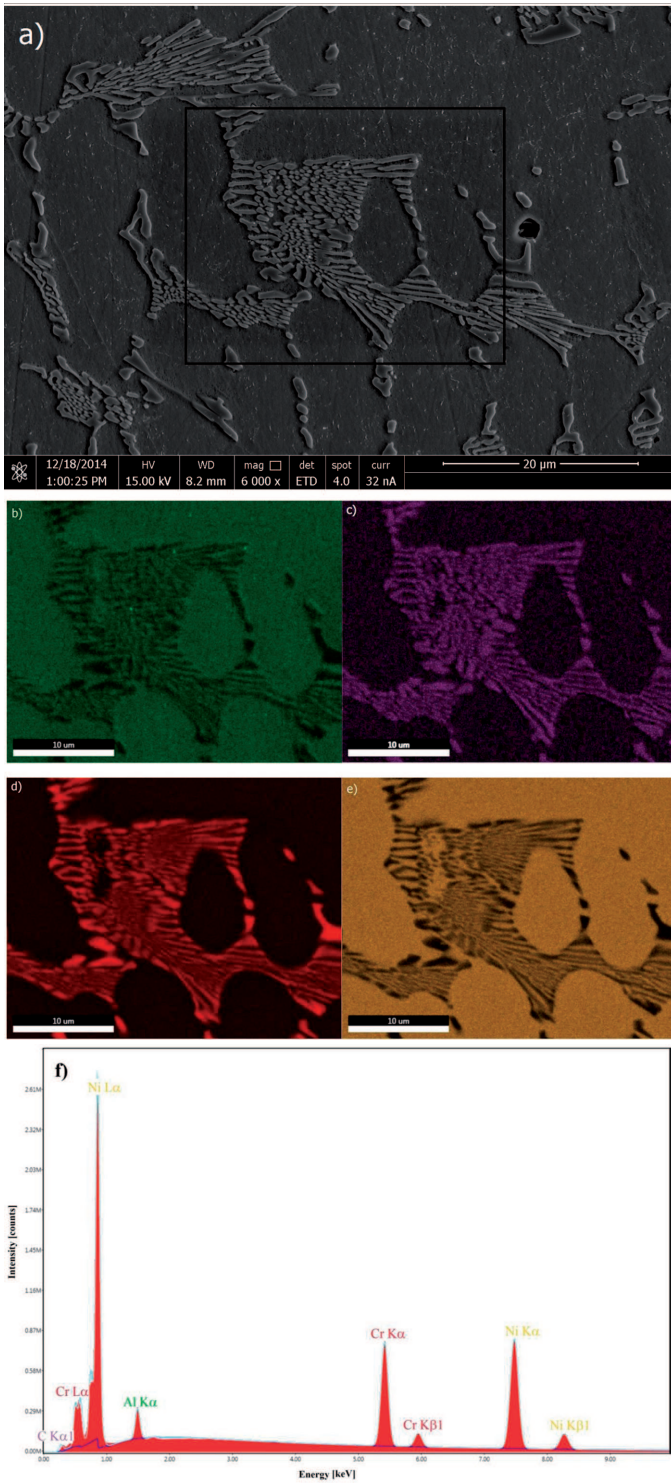 a)
12/18/2014 HV WD mag det spot curr
1:00:25 PM 15.00 kV 8.2 mm 6 000 x ETD 4.0 32 nA
20 µm
b)
c)
10 um
10 um
d)
e)
10 um
10 um
f)
Ni Lα
2.61M
2.32M
2.03M
1.74M
1.45M
1.16M
0.87M
0.58M
0.29M
0.00M
Intensity [counts]
Cr Lα
C Kα1
Al Kα
Cr Kα
Cr Kβ1
Ni Kα
Ni Kβ1
0.00 1.00 2.00 3.00 4.00 5.00 6.00 7.00 8.00 9.00
Energy [keV]